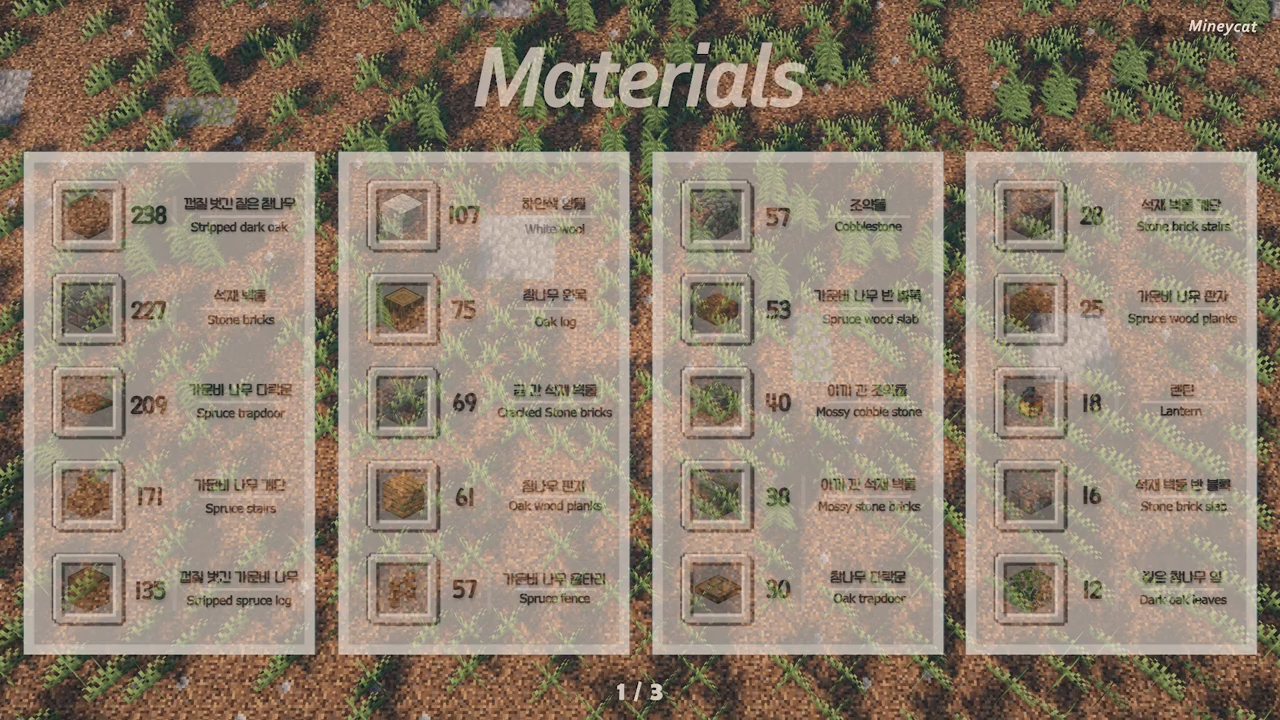 Mineycat
Materials
238
껍질 벗긴 짙은 참나무
Stripped dark oak
227
석재 벽돌
Stone bricks
209
가문비 나무 다락문
Spruce trapdoor
171
가문비 나무 계단
Spruce stairs
135
껍질 벗긴 가문비 나무
Stripped spruce log
107
하얀색 양털
White wool
75
참나무 원목
Oak log
69
금 간 석재 벽돌
Cracked Stone bricks
61
참나무 판자
Oak wood planks
57
가문비 나무 울타리
Spruce fence
57
조약돌
Cobblestone
53
가문비 나무 반 블록
Spruce wood slab
40
이끼 낀 조약돌
Mossy cobble stone
38
이끼 낀 석재 벽돌
Mossy stone bricks
30
참나무 다락문
Oak trapdoor
28
석재 벽돌 계단
Stone brick stairs
25
가문비 나무 판자
Spruce wood planks
18
랜턴
Lantern
16
석재 벽돌 반 블록
Stone brick slab
12
짙은 참나무 잎
Dark oak leaves
1 / 3